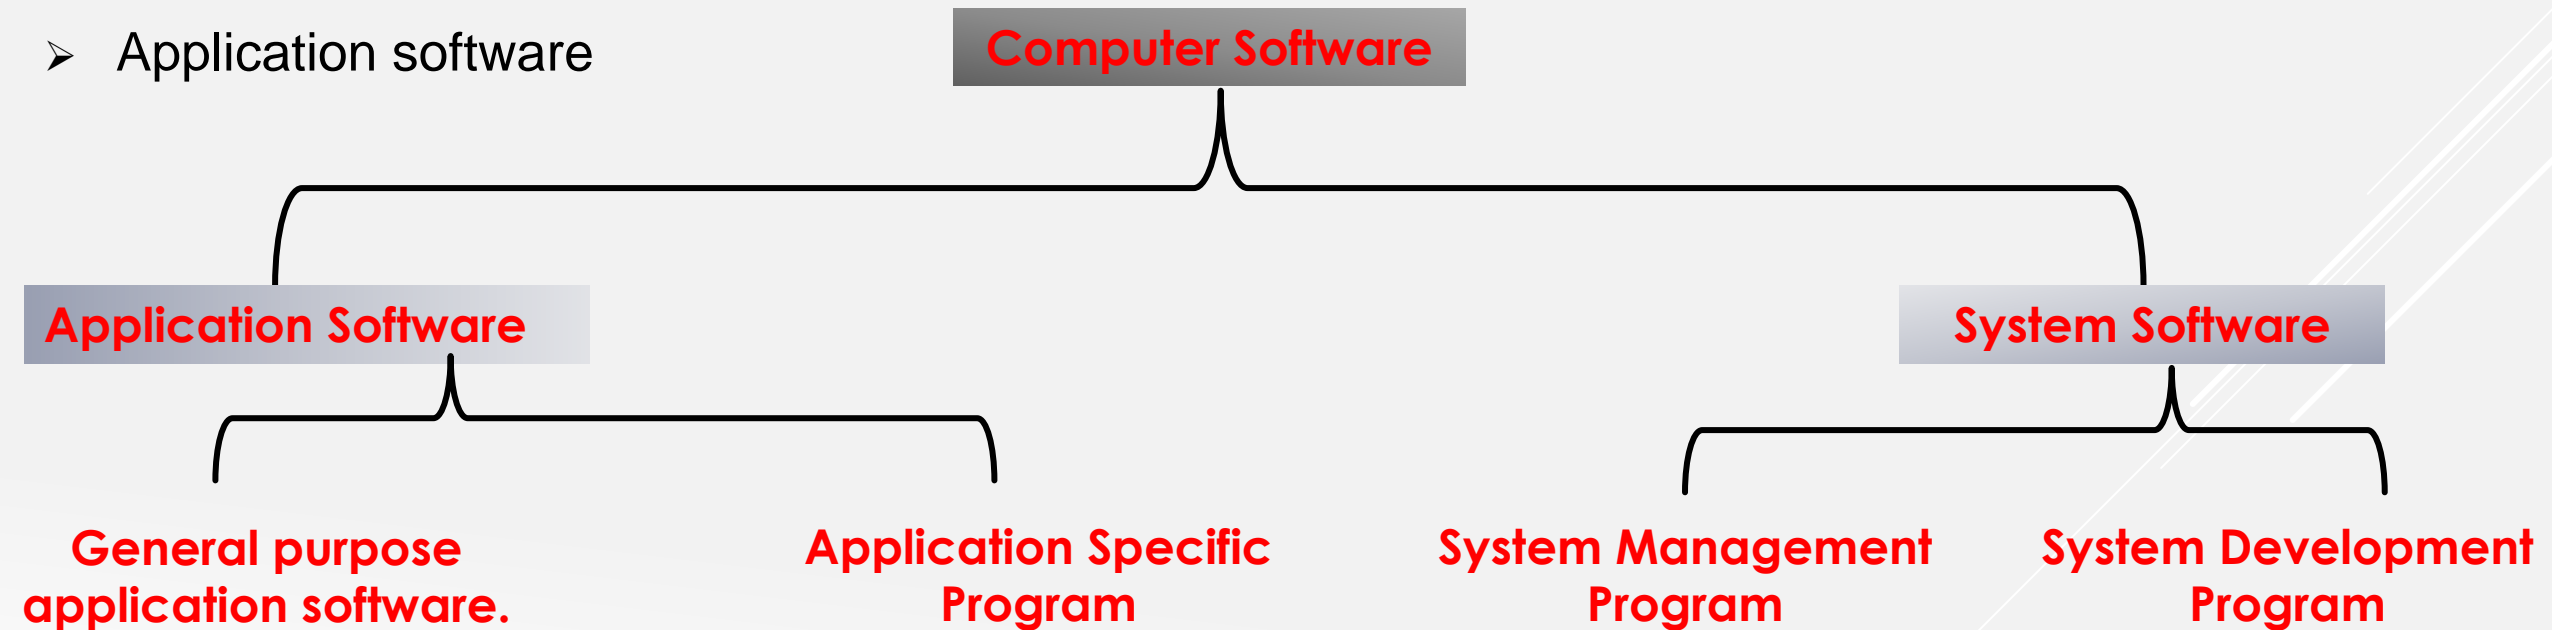 Application software
Computer Software
Application Software
System Software
General purpose
application software.
Application Specific
Program
System Management
Program
System Development
Program